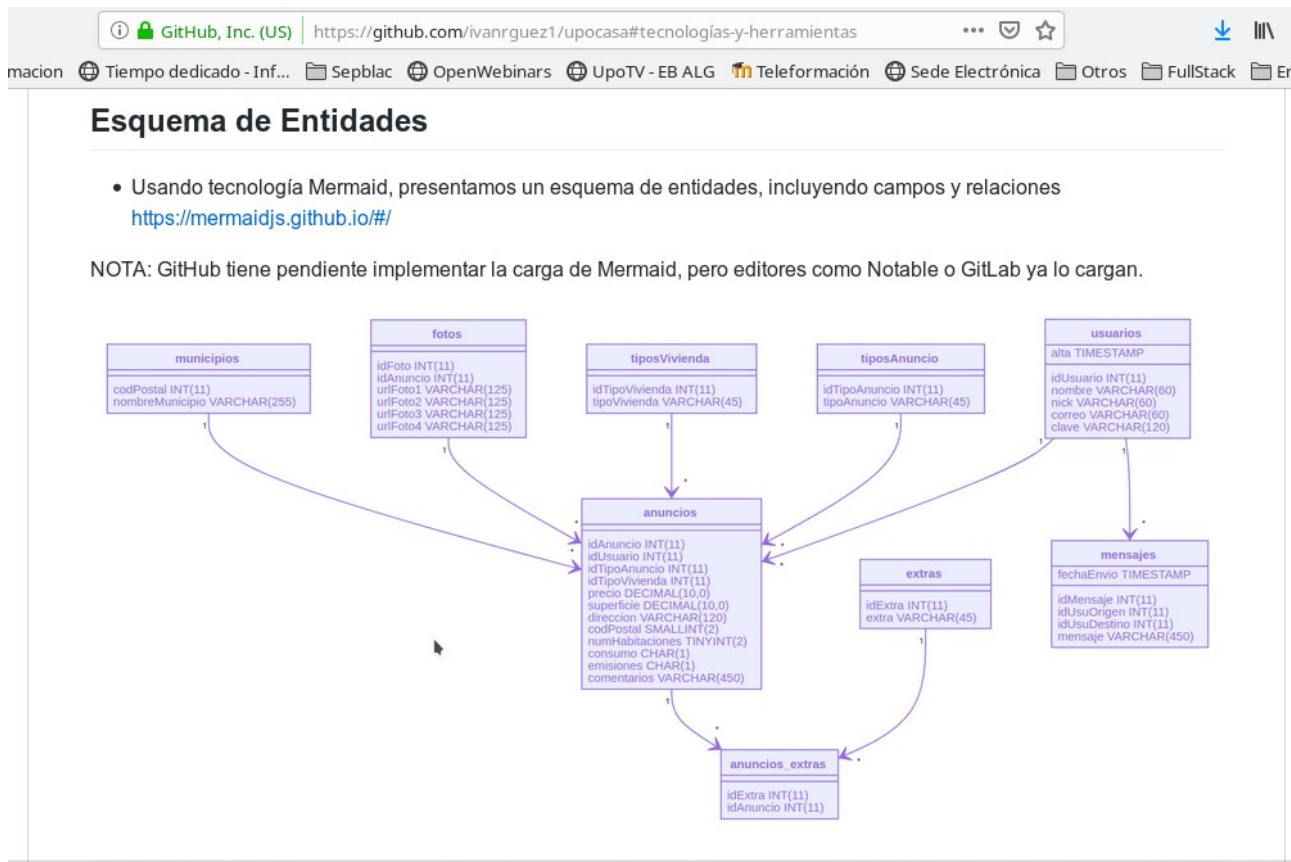 GitHub, Inc. (US) https://github.com/ivanrguez1/upocasa#tecnologías-y-herramientas
macion Tiempo dedicado - Inf... Sepblac OpenWebinars UpoTV - EB ALG Teleformación Sede Electrónica Otros FullStack Er
Esquema de Entidades
• Usando tecnología Mermaid, presentamos un esquema de entidades, incluyendo campos y relaciones
https://mermaidjs.github.io/#/
NOTA: GitHub tiene pendiente implementar la carga de Mermaid, pero editores como Notable o GitLab ya lo cargan.
municipios
codPostal INT(11)
nombreMunicipio VARCHAR(255)
1
fotos
idFoto INT(11)
idAnuncio INT(11)
urlFoto1 VARCHAR(125)
urlFoto2 VARCHAR(125)
urlFoto3 VARCHAR(125)
urlFoto4 VARCHAR(125)
1
tiposVivienda
idTipoVivienda INT(11)
tipoVivienda VARCHAR(45)
1
*
tiposAnuncio
idTipoAnuncio INT(11)
tipoAnuncio VARCHAR(45)
1
usuarios
alta TIMESTAMP
idUsuario INT(11)
nombre VARCHAR(60)
nick VARCHAR(60)
correo VARCHAR(60)
clave VARCHAR(120)
1
1
*
*
*
*
*
anuncios
idAnuncio INT(11)
idUsuario INT(11)
idTipoAnuncio INT(11)
idTipoVivienda INT(11)
precio DECIMAL(10,0)
superficie DECIMAL(10,0)
direccion VARCHAR(120)
codPostal SMALLINT(2)
numHabitaciones TINYINT(2)
consumo CHAR(1)
emisiones CHAR(1)
comentarios VARCHAR(450)
1
extras
idExtra INT(11)
extra VARCHAR(45)
1
mensajes
fechaEnvio TIMESTAMP
idMensaje INT(11)
idUsuOrigen INT(11)
idUsuDestino INT(11)
mensaje VARCHAR(450)
*
*
anuncios_extras
idExtra INT(11)
idAnuncio INT(11)